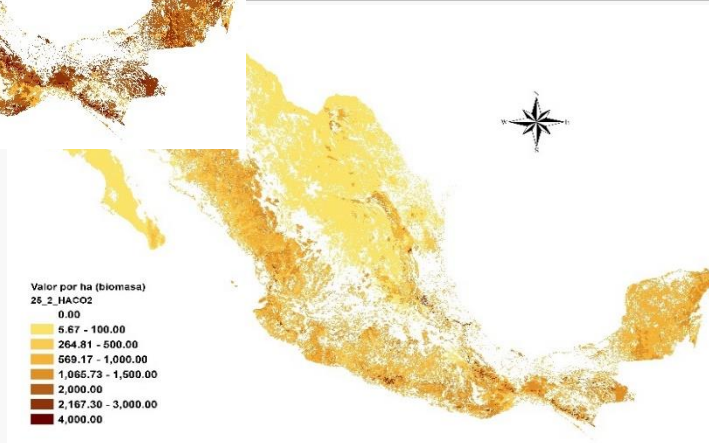 N
W E
S
Valor por ha (biomasa)
25_2_HACO2
0.00
5.67 - 100.00
264.81 - 500.00
569.17 - 1,000.00
1,065.73 - 1,500.00
2,000.00
2,167.30 - 3,000.00
4,000.00